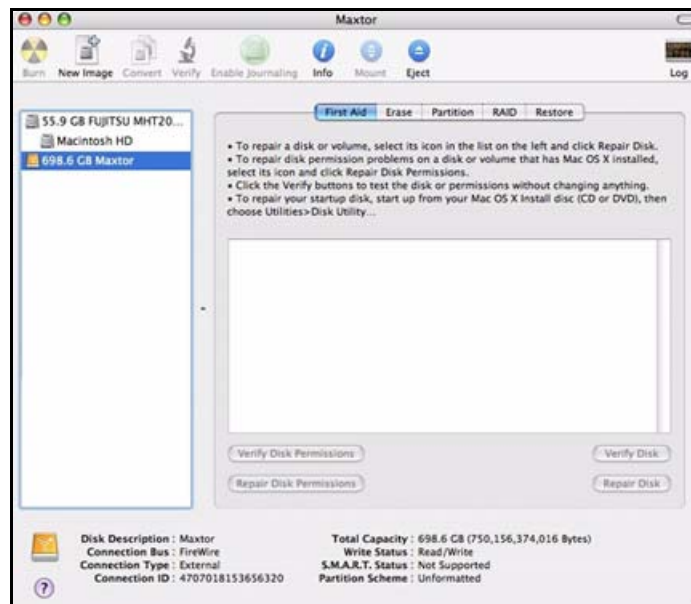 Maxtor
Burn New Image Convert Verify Enable Journaling Info Mount Eject Log
55.9 GB FUJITSU MHT20...
Macintosh HD
698.6 GB Maxtor
First Aid Erase Partition RAID Restore
• To repair a disk or volume, select its icon in the list on the left and click Repair Disk.
• To repair disk permission problems on a disk or volume that has Mac OS X installed,
select its icon and click Repair Disk Permissions.
• Click the Verify buttons to test the disk or permissions without changing anything.
• To repair your startup disk, start up from your Mac OS X Install disc (CD or DVD), then
choose Utilities>Disk Utility...
Verify Disk Permissions Verify Disk
Repair Disk Permissions Repair Disk
Disk Description : Maxtor
Connection Bus : FireWire
Connection Type : External
Connection ID : 4707018153656320
Total Capacity : 698.6 GB (750,156,374,016 Bytes)
Write Status : Read/Write
S.M.A.R.T. Status : Not Supported
Partition Scheme : Unformatted
?